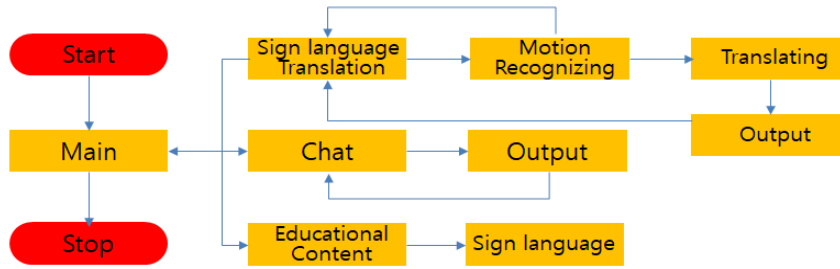 Start
Sign language
Translation
Motion
Recognizing
Translating
Main
Chat
Output
Output
Stop
Educational
Content
Sign language